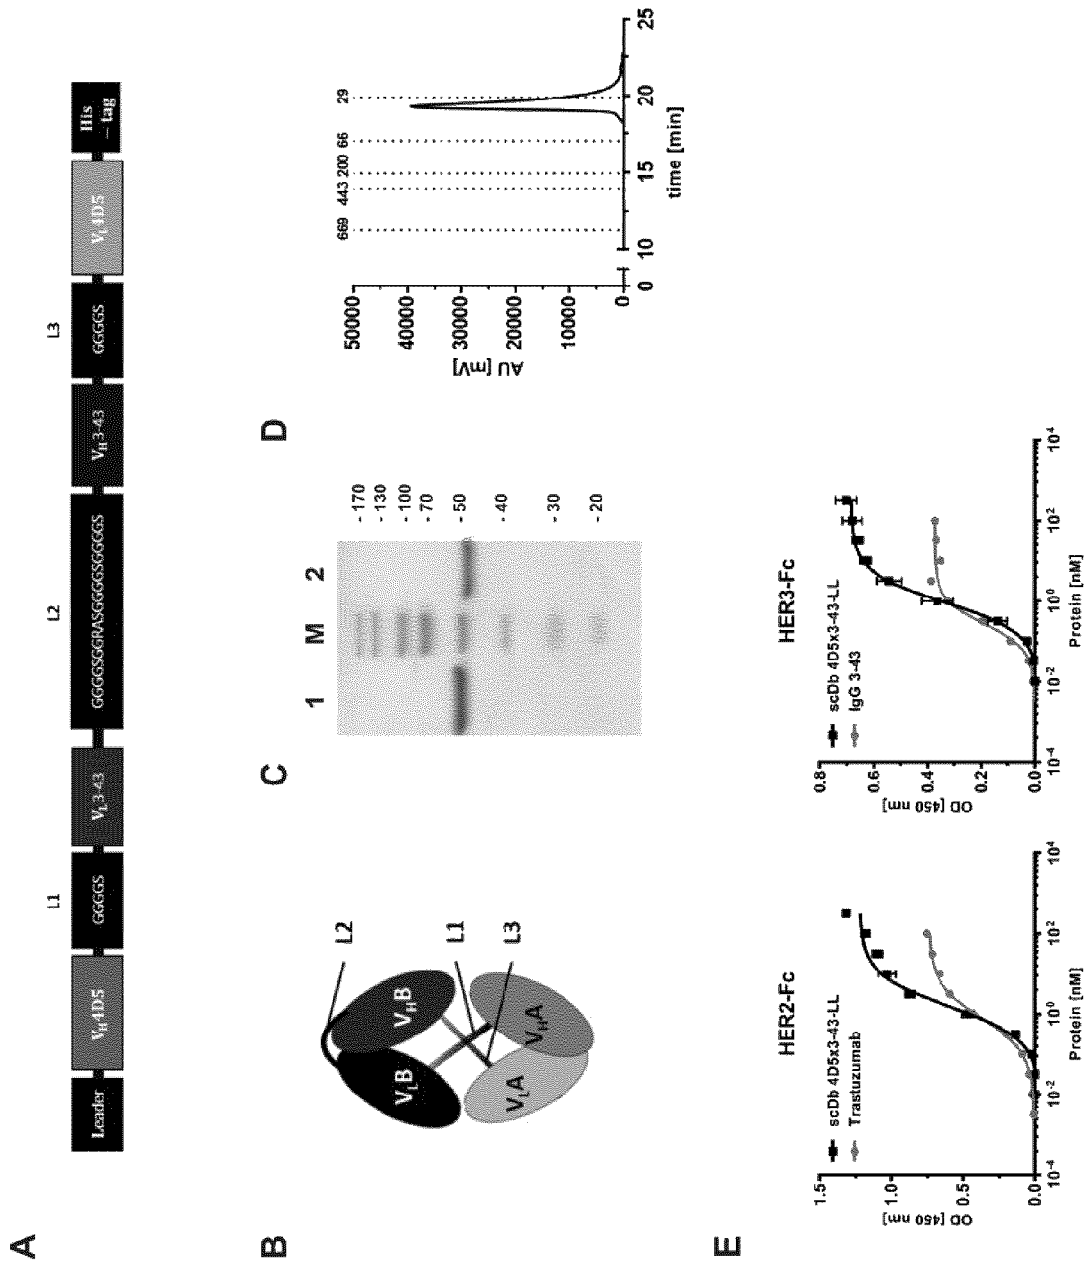 A
L1 L2 L3
Leader VH4D5 GGGGS VL3-43 GGGGSGGRASGGGGSGGGGS VH3-43 GGGGS VL4D5 His – tag
B
VLB VHB
VLA VHA
L2
L1
L3
C
1 M 2
- 170
- 130
- 100
- 70
- 50
- 40
- 30
- 20
D
669 443 200 66 29
50000
40000
30000
20000
10000
0
AU [mV]
0 10 15 20 25
time [min]
E
HER2-Fc
scDb 4D5x3-43-LL
Trastuzumab
1.5
1.0
0.5
0.0
OD [450 nm]
10-4 10-2 100 102 104
Protein [nM]
HER3-Fc
scDb 4D5x3-43-LL
IgG 3-43
0.8
0.6
0.4
0.2
0.0
OD [450 nm]
10-4 10-2 100 102 104
Protein [nM]